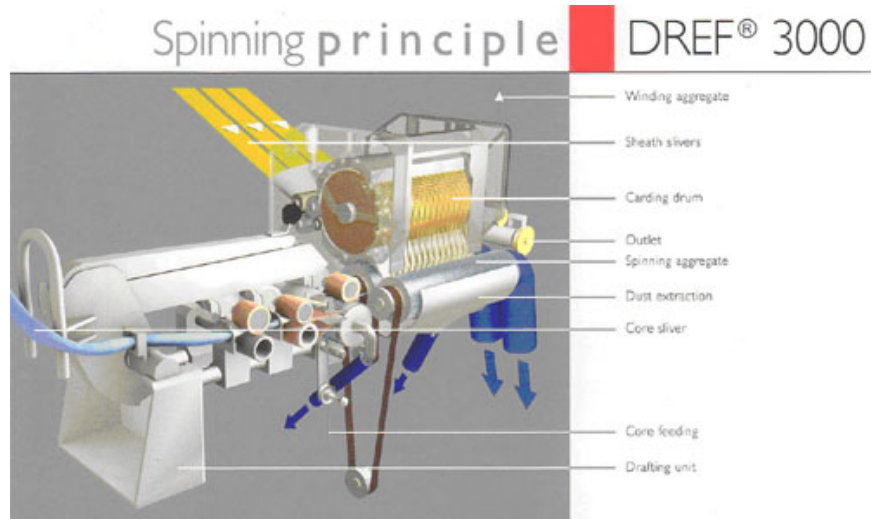 Spinning principle DREF® 3000
Winding aggregate
Sheath slivers
Carding drum
Outlet
Spinning aggregate
Dust extraction
Core sliver
Core feeding
Drafting unit